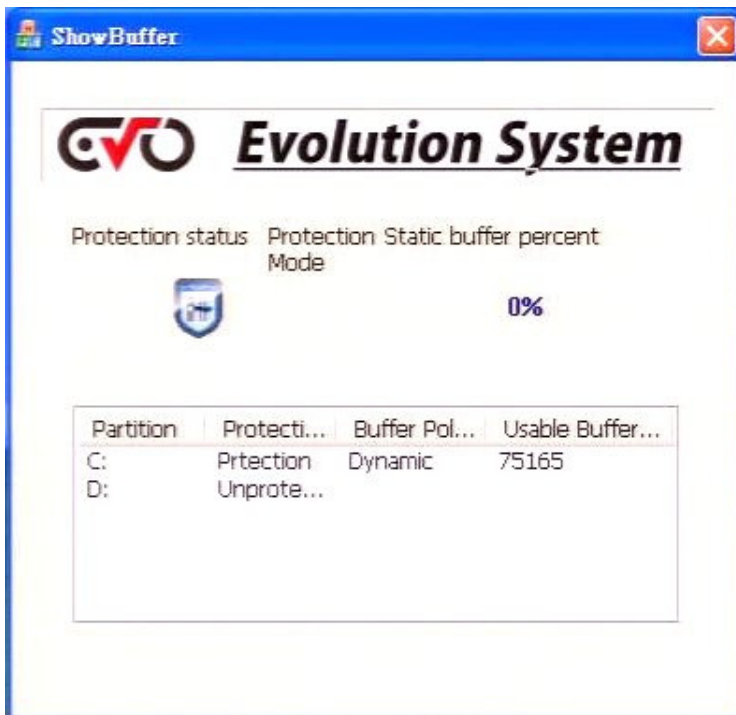 ShowBuffer
EVO Evolution System
Protection status Protection Static buffer percent
Mode
0%
Partition Protecti... Buffer Pol... Usable Buffer...
C: Prtection Dynamic 75165
D: Unprote...